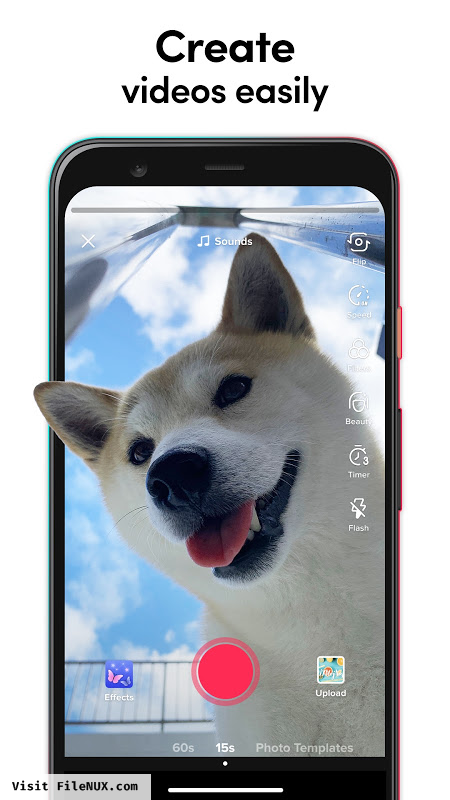 Create
videos easily
Sounds
Flip
Speed
Filters
Beauty
Timer
3
Flash
Effects
Upload
60s
15s
Photo Templates
Visit FileNUX.com